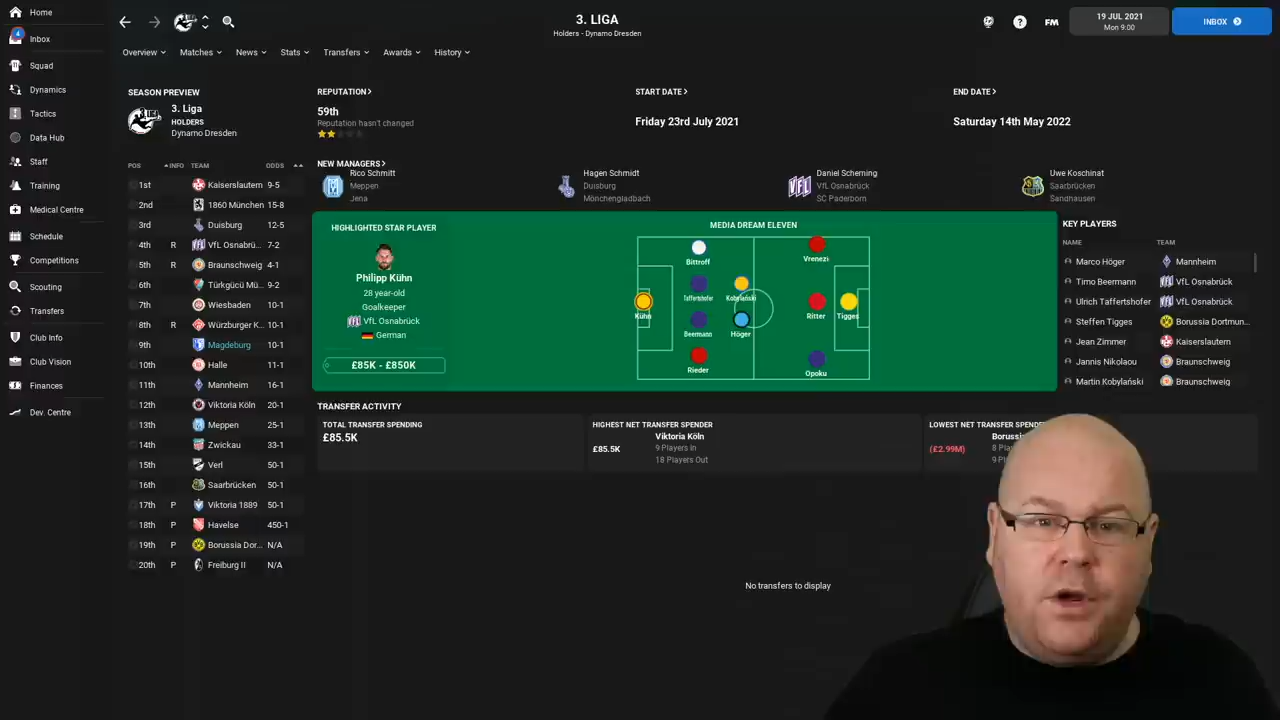 Home
4
Inbox
Squad
Dynamics
Tactics
Data Hub
Staff
Training
Medical Centre
Schedule
Competitions
Scouting
Transfers
Club Info
Club Vision
Finances
Dev. Centre
3. LIGA
Holders - Dynamo Dresden
?
FM
19 JUL 2021
Mon 9:00
INBOX
Overview
Matches
News
Stats
Transfers
Awards
History
SEASON PREVIEW
3. Liga
HOLDERS
Dynamo Dresden
POS INFO TEAM ODDS
1st Kaiserslautern 9-5
2nd 1860 München 15-8
3rd Duisburg 12-5
4th R VfL Osnabrü... 7-2
5th R Braunschweig 4-1
6th Türkgücü Mü... 9-2
7th Wiesbaden 10-1
8th R Würzburger K... 10-1
9th Magdeburg 10-1
10th Halle 11-1
11th Mannheim 16-1
12th Viktoria Köln 20-1
13th Meppen 25-1
14th Zwickau 33-1
15th Verl 50-1
16th Saarbrücken 50-1
17th P Viktoria 1889 50-1
18th P Havelse 450-1
19th P Borussia Dor... N/A
20th P Freiburg II N/A
REPUTATION
59th
Reputation hasn't changed
START DATE
Friday 23rd July 2021
END DATE
Saturday 14th May 2022
NEW MANAGERS
Rico Schmitt
Meppen
Jena
Hagen Schmidt
Duisburg
Mönchengladbach
Daniel Scherning
VfL Osnabrück
SC Paderborn
Uwe Koschinat
Saarbrücken
Sandhausen
HIGHLIGHTED STAR PLAYER
Philipp Kühn
28 year-old
Goalkeeper
VfL Osnabrück
German
£85K - £850K
MEDIA DREAM ELEVEN
Bittroff
Vrenezi
Taffertshofer
Kobylański
Kühn
Ritter
Tigges
Beermann
Höger
Rieder
Opoku
KEY PLAYERS
NAME TEAM
Marco Höger Mannheim
Timo Beermann VfL Osnabrück
Ulrich Taffertshofer VfL Osnabrück
Steffen Tigges Borussia Dortmun...
Jean Zimmer Kaiserslautern
Jannis Nikolaou Braunschweig
Martin Kobylański Braunschweig
TRANSFER ACTIVITY
TOTAL TRANSFER SPENDING
£85.5K
HIGHEST NET TRANSFER SPENDER
Viktoria Köln
£85.5K
9 Players In
18 Players Out
LOWEST NET TRANSFER
(£2.99M)
No transfers to display